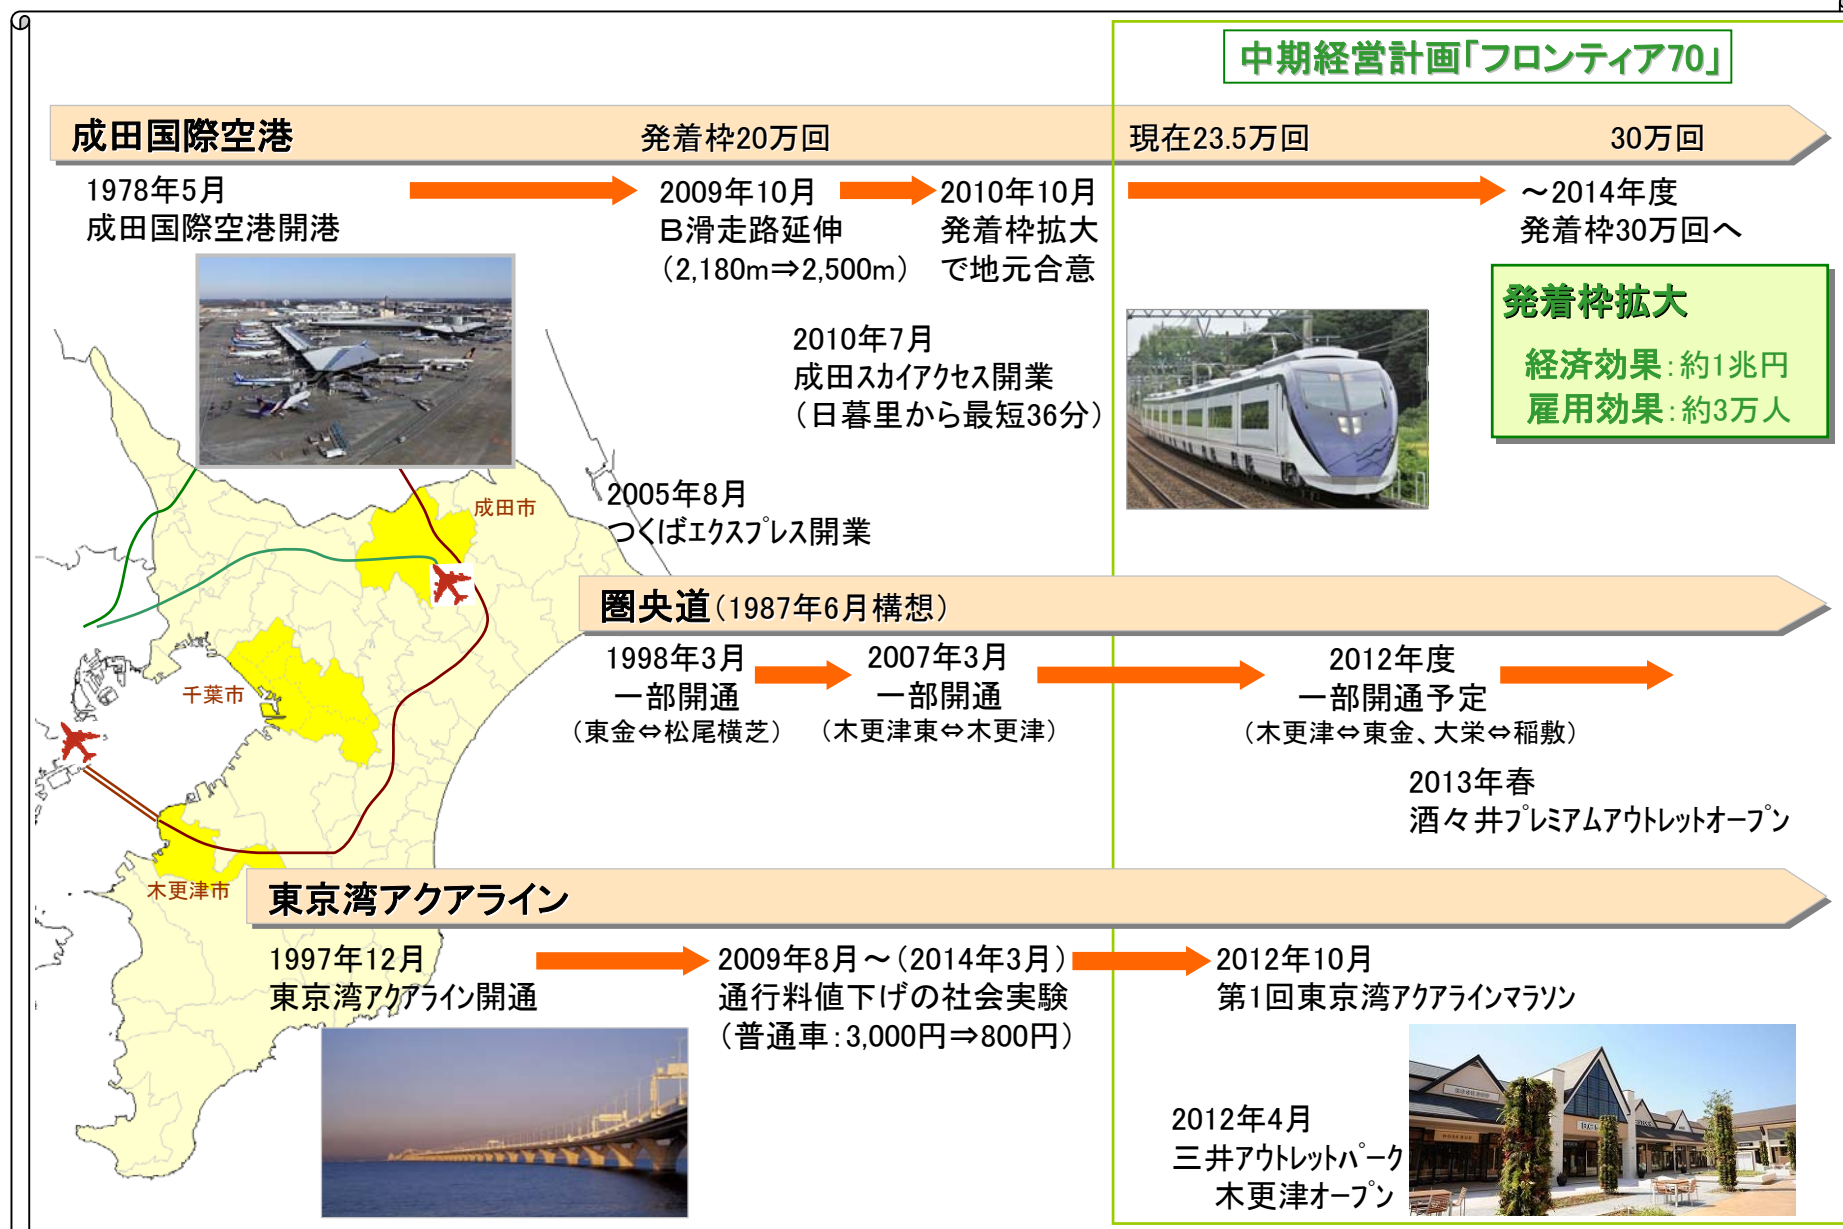 中期経営計画「フロンティア70」
成田国際空港
発着枠20万回
現在23.5万回
30万回
1978年5月
成田国際空港開港
2009年10月
B滑走路延伸
(2,180m⇒2,500m)
2010年10月
発着枠拡大
で地元合意
～2014年度
発着枠30万回へ
発着枠拡大
経済効果：約1兆円
雇用効果：約3万人
2010年7月
成田スカイアクセス開業
(日暮里から最短36分)
2005年8月
つくばエクスプレス開業
成田市
千葉市
木更津市
圏央道(1987年6月構想)
1998年3月
一部開通
(東金⇔松尾横芝)
2007年3月
一部開通
(木更津東⇔木更津)
2012年度
一部開通予定
(木更津⇔東金、大栄⇔稲敷)
2013年春
酒々井プレミアムアウトレットオープン
東京湾アクアライン
1997年12月
東京湾アクアライン開通
2009年8月～(2014年3月)
通行料値下げの社会実験
(普通車：3,000円⇒800円)
2012年10月
第1回東京湾アクアラインマラソン
2012年4月
三井アウトレットパーク
木更津オープン